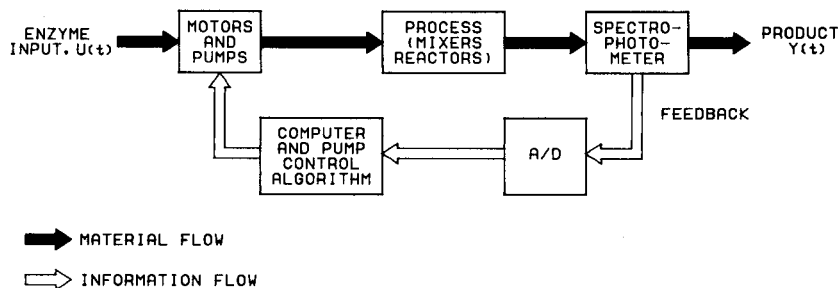 ENZYME
INPUT, U(t)
MOTORS
AND
PUMPS
PROCESS
(MIXERS
REACTORS)
SPECTRO-
PHOTO-
METER
PRODUCT
Y(t)
FEEDBACK
COMPUTER
AND PUMP
CONTROL
ALGORITHM
A/D
MATERIAL FLOW
INFORMATION FLOW